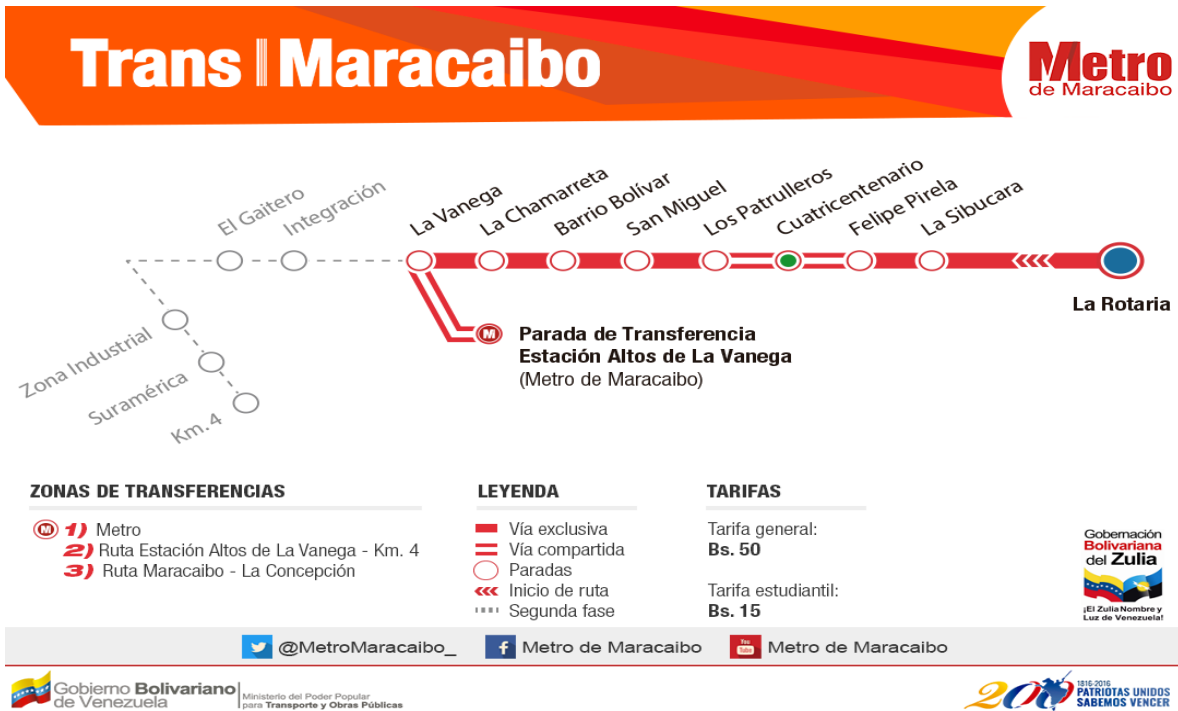 Trans Maracaibo
Metro
de Maracaibo
El Gaitero
Integración
La Vanega
La Chamarreta
Barrio Bolívar
San Miguel
Los Patrulleros
Cuatricentenario
Felipe Pirela
La Sibucara
La Rotaria
Zona Industrial
Suramérica
Km.4
M
Parada de Transferencia
Estación Altos de La Vanega
(Metro de Maracaibo)
ZONAS DE TRANSFERENCIAS
M 1) Metro
2) Ruta Estación Altos de La Vanega - Km. 4
3) Ruta Maracaibo - La Concepción
LEYENDA
Vía exclusiva
Vía compartida
Paradas
Inicio de ruta
Segunda fase
TARIFAS
Tarifa general:
Bs. 50
Tarifa estudiantil:
Bs. 15
Gobernación
Bolivariana
del Zulia
¡El Zulia Nombre y
Luz de Venezuela!
@MetroMaracaibo_
Metro de Maracaibo
You
Tube
Metro de Maracaibo
Gobierno Bolivariano
de Venezuela
Ministerio del Poder Popular
para Transporte y Obras Públicas
200
1816-2016
PATRIOTAS UNIDOS
SABEMOS VENCER